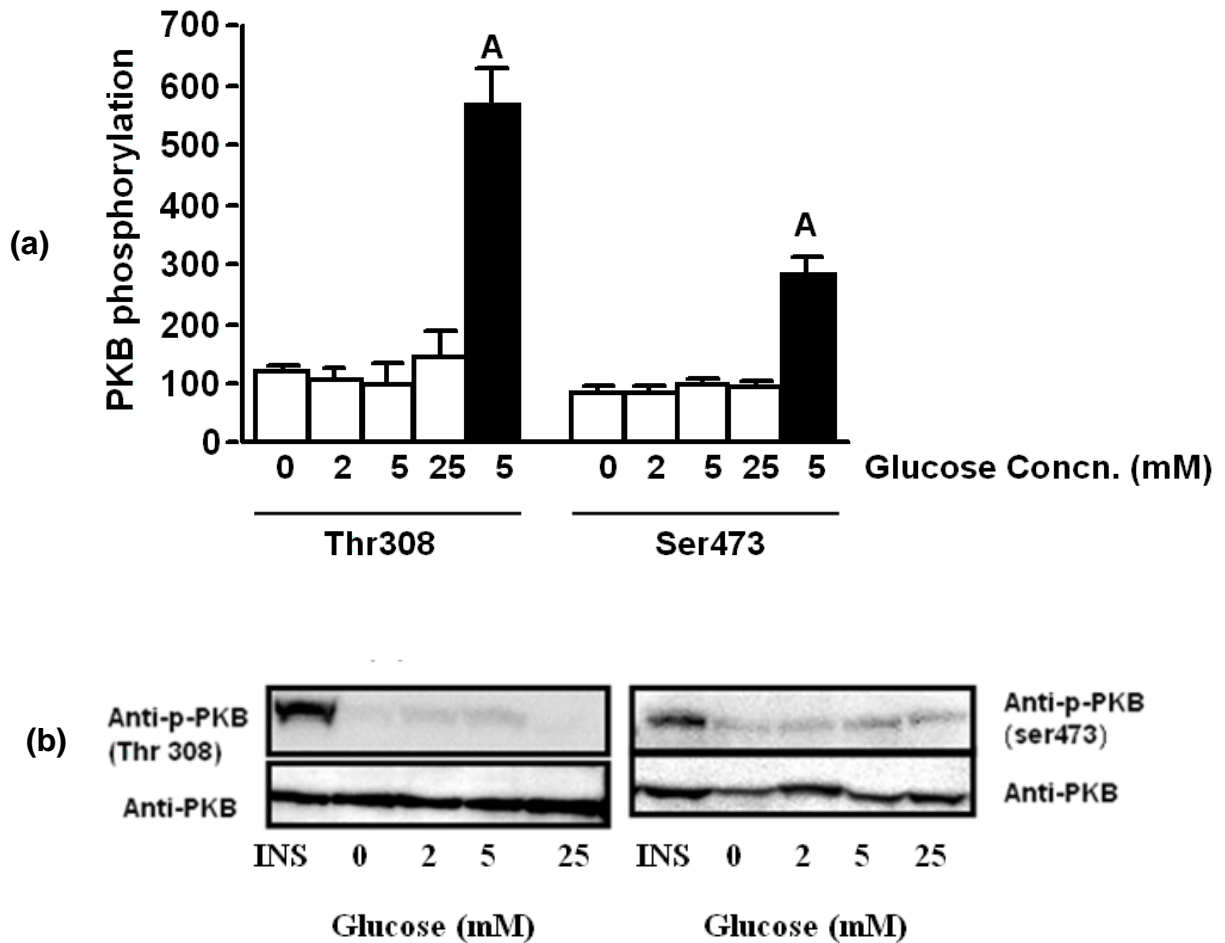 (a)
PKB phosphorylation
700
600
500
400
300
200
100
0
A
A
0 2 5 25 5 0 2 5 25 5 Glucose Concn. (mM)
Thr308 Ser473
(b)
Anti-p-PKB
(Thr 308)
Anti-p-PKB
(ser473)
Anti-PKB
Anti-PKB
INS 0 2 5 25 INS 0 2 5 25
Glucose (mM) Glucose (mM)